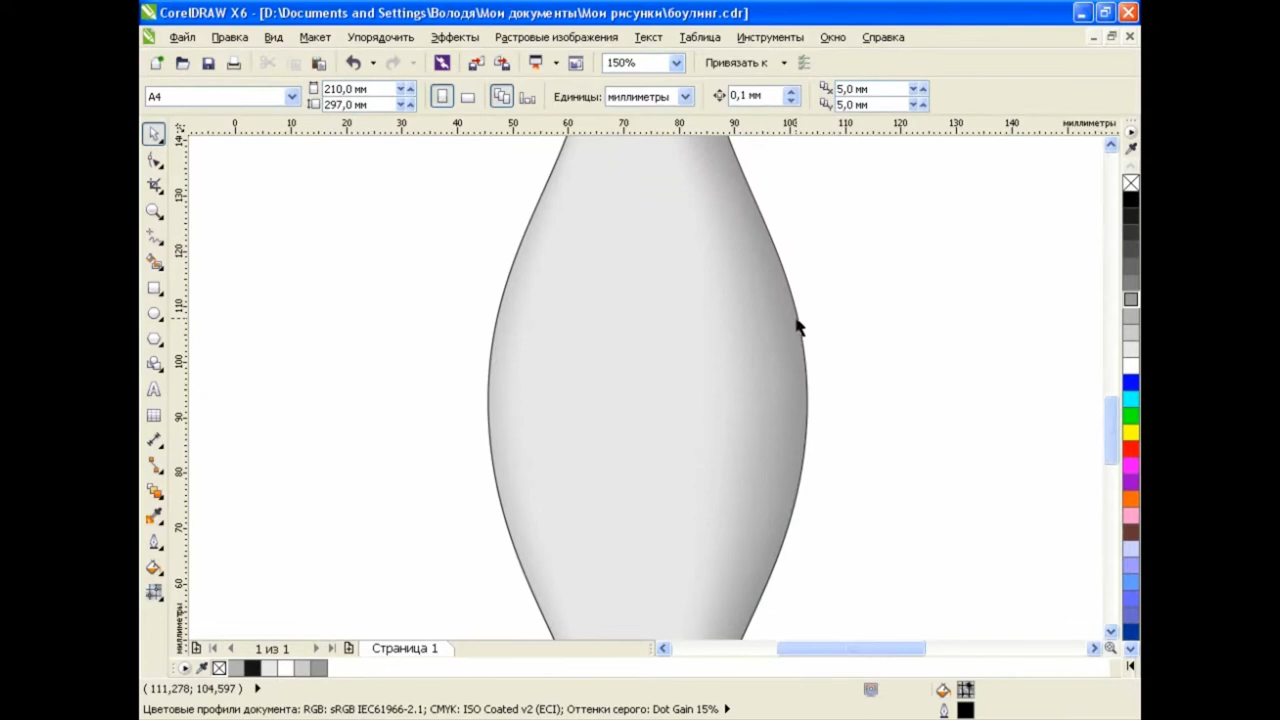 CorelDRAW X6 - [D:\Documents and Settings\Володя\Мои документы\Мои рисунки\боулинг.cdr]
Файл Правка Вид Макет Упорядочить Эффекты Растровые изображения Текст Таблица Инструменты Окно Справка
150% Привязать к
A4 210,0 мм 297,0 мм Единицы: миллиметры 0,1 мм 5,0 мм 5,0 мм
0 10 20 30 40 50 60 70 80 90 100 110 120 130 140 миллиметры
140
130
120
110
100
90
80
70
60
миллиметры
1 из 1 Страница 1
( 111,278; 104,597 )
Цветовые профили документа: RGB: sRGB IEC61966-2.1; CMYK: ISO Coated v2 (ECI); Оттенки серого: Dot Gain 15%